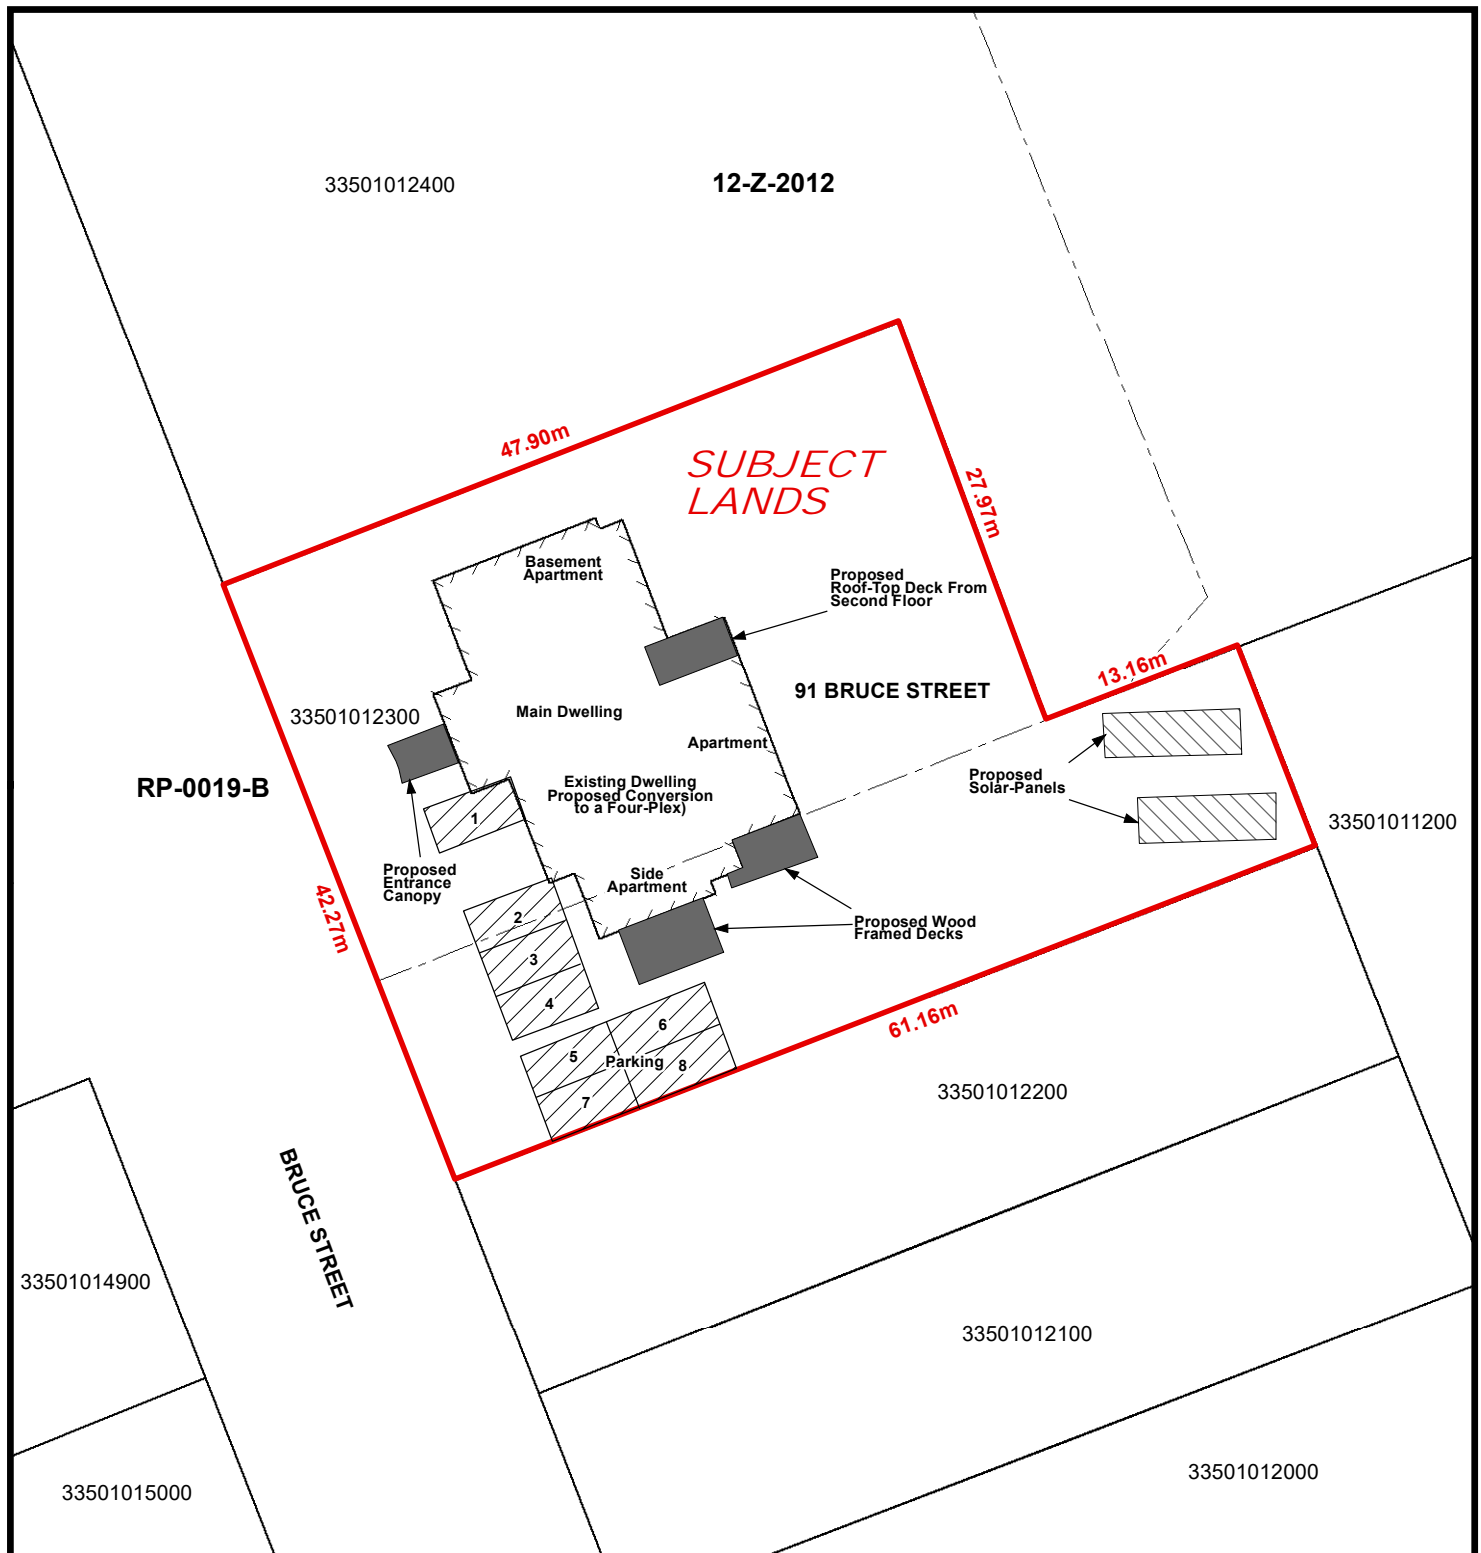 33501012400
12-Z-2012
47.90m
SUBJECT
LANDS
27.97m
Basement
Apartment
Proposed
Roof-Top Deck From
Second Floor
13.16m
91 BRUCE STREET
33501012300
Main Dwelling
Apartment
RP-0019-B
Existing Dwelling
Proposed Conversion
to a Four-Plex)
Proposed
Solar-Panels
1
33501011200
Proposed
Entrance
Canopy
Side
Apartment
42.27m
2
3
4
Proposed Wood
Framed Decks
61.16m
5
6
Parking
7
8
33501012200
BRUCE STREET
33501014900
33501012100
33501015000
33501012000